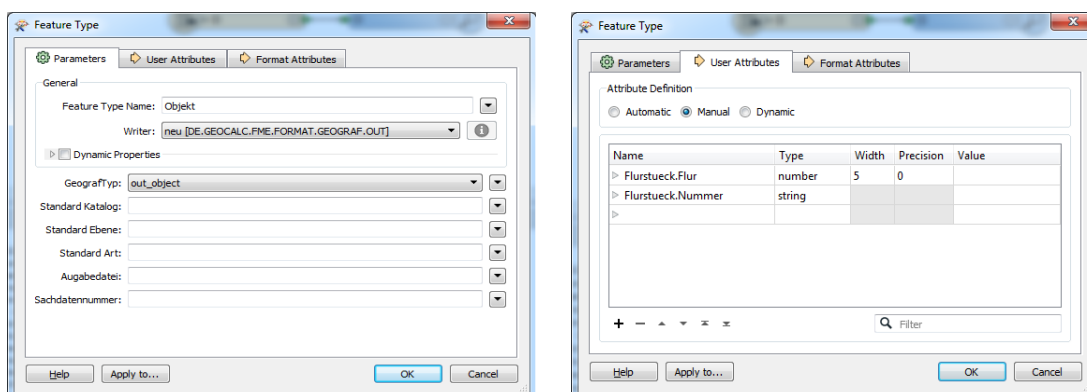 Feature Type
Parameters User Attributes Format Attributes
General
Feature Type Name: Objekt
Writer: neu [DE.GEOCALC.FME.FORMAT.GEOGRAF.OUT]
Dynamic Properties
GeografTyp: out_object
Standard Katalog:
Standard Ebene:
Standard Art:
Augabedatei:
Sachdatennummer:
Help Apply to... OK Cancel
Feature Type
Parameters User Attributes Format Attributes
Attribute Definition
Automatic Manual Dynamic
Name Type Width Precision Value
Flurstueck.Flur number 5 0
Flurstueck.Nummer string
Filter
Help Apply to... OK Cancel